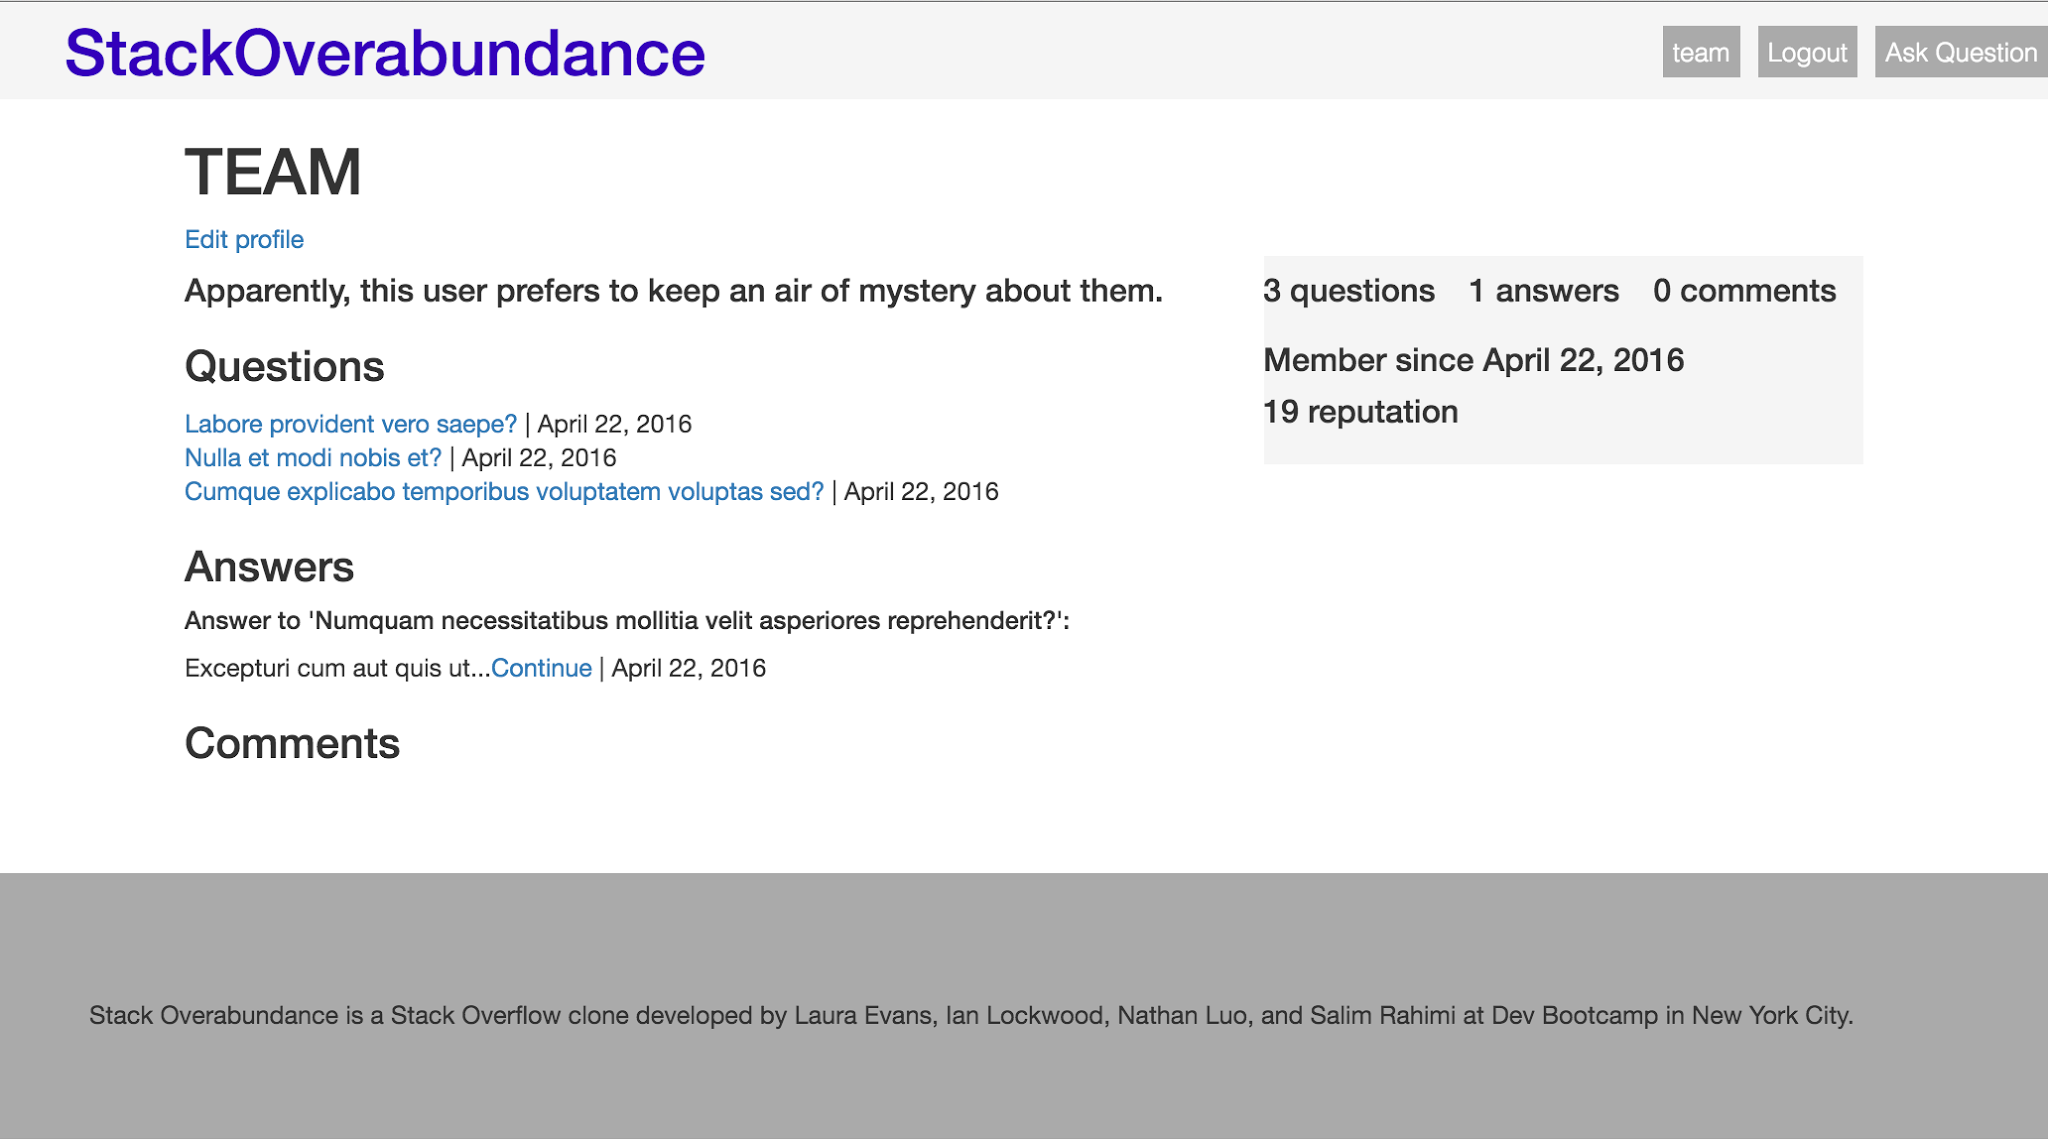 StackOverabundance
team Logout Ask Question
TEAM
Edit profile
Apparently, this user prefers to keep an air of mystery about them.
3 questions 1 answers 0 comments
Member since April 22, 2016
19 reputation
Questions
Labore provident vero saepe? | April 22, 2016
Nulla et modi nobis et? | April 22, 2016
Cumque explicabo temporibus voluptatem voluptas sed? | April 22, 2016
Answers
Answer to 'Numquam necessitatibus mollitia velit asperiores reprehenderit?':
Excepturi cum aut quis ut...Continue | April 22, 2016
Comments
Stack Overabundance is a Stack Overflow clone developed by Laura Evans, Ian Lockwood, Nathan Luo, and Salim Rahimi at Dev Bootcamp in New York City.